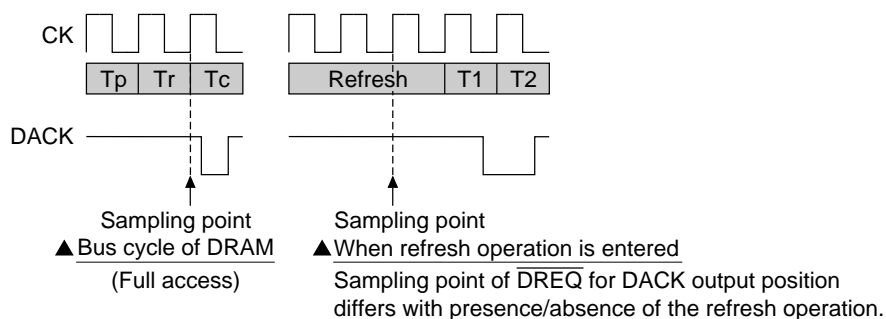 CK
Tp Tr Tc Refresh T1 T2
DACK
Sampling point
▲Bus cycle of DRAM
(Full access)
Sampling point
▲When refresh operation is entered
Sampling point of DREQ for DACK output position
differs with presence/absence of the refresh operation.